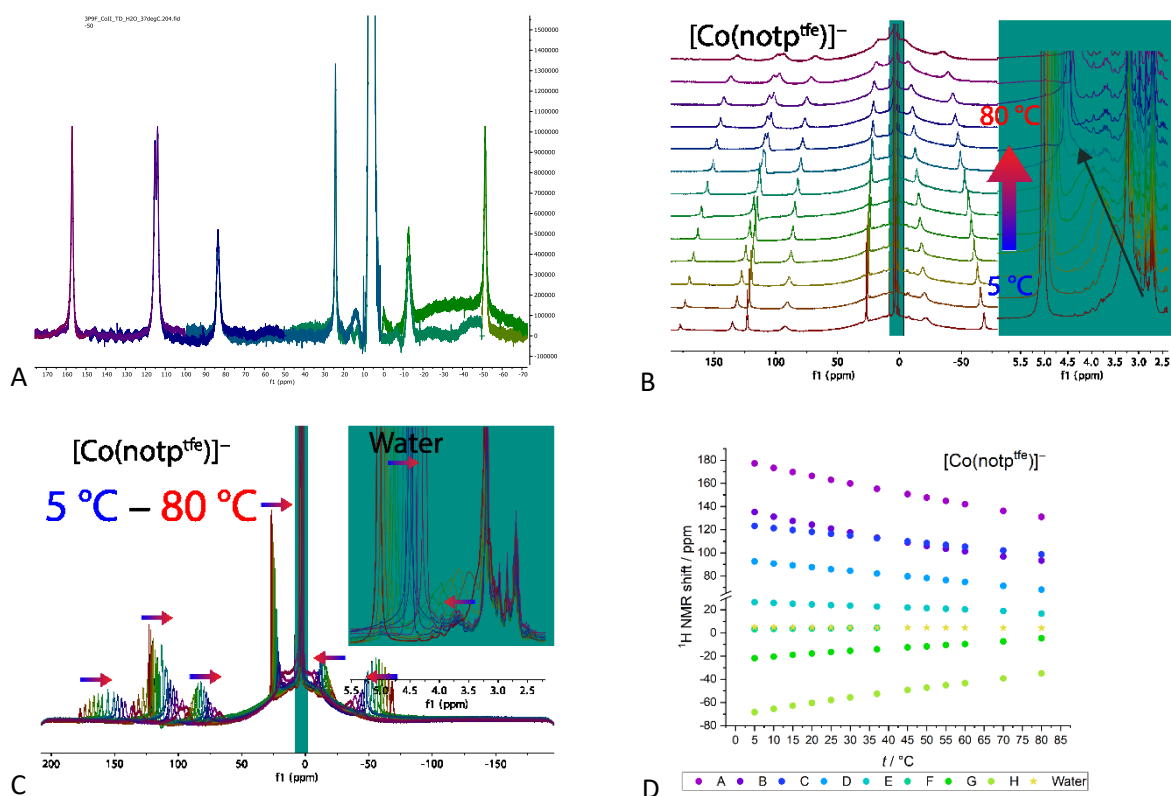 3P9F_CoII_TD_H2O_37degC.204.fid
-50
1500000
1400000
1300000
1200000
1100000
1000000
900000
800000
700000
600000
500000
400000
300000
200000
100000
0
-100000
170 160 150 140 130 120 110 100 90 80 70 60 50 40 30 20 10 0 -10 -20 -30 -40 -50 -60 -70
f1 (ppm)
A
[Co(notp^tfe)]^–
80 °C
5 °C
150 100 50 0 -50
f1 (ppm)
5.5 5.0 4.5 4.0 3.5 3.0 2.5
f1 (ppm)
B
[Co(notp^tfe)]^–
5 °C – 80 °C
Water
5.5 5.0 4.5 4.0 3.5 3.0 2.5
f1 (ppm)
200 150 100 50 0 -50 -100 -150
f1 (ppm)
C
[Co(notp^tfe)]^–
^1H NMR shift / ppm
180
160
140
120
100
80
20
0
-20
-40
-60
-80
0 5 10 15 20 25 30 35 40 45 50 55 60 65 70 75 80 85
t / °C
A B C D E F G H Water
D